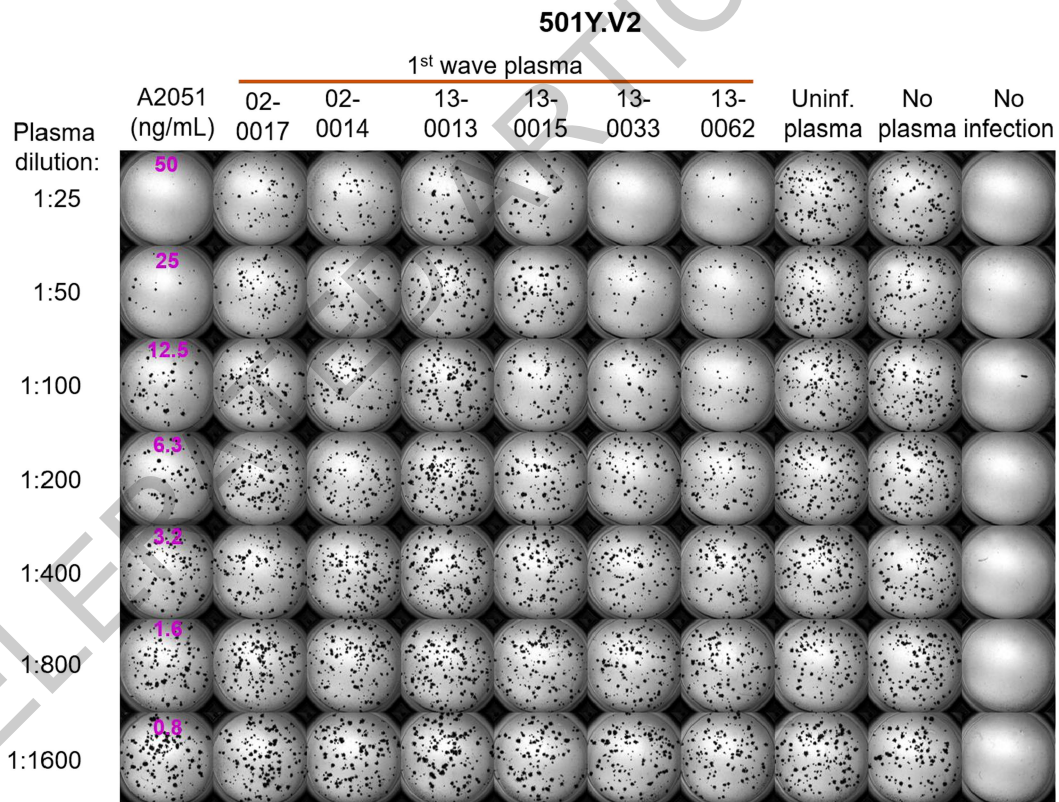 501Y.V2
1st wave plasma
A2051 (ng/mL)
02-0017
02-0014
13-0013
13-0015
13-0033
13-0062
Uninf. plasma
No plasma
No infection
Plasma dilution:
50
1:25
25
1:50
12.5
1:100
6.3
1:200
3.2
1:400
1.6
1:800
0.8
1:1600